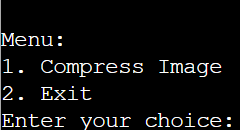 Menu:
1. Compress Image
2. Exit
Enter your choice: